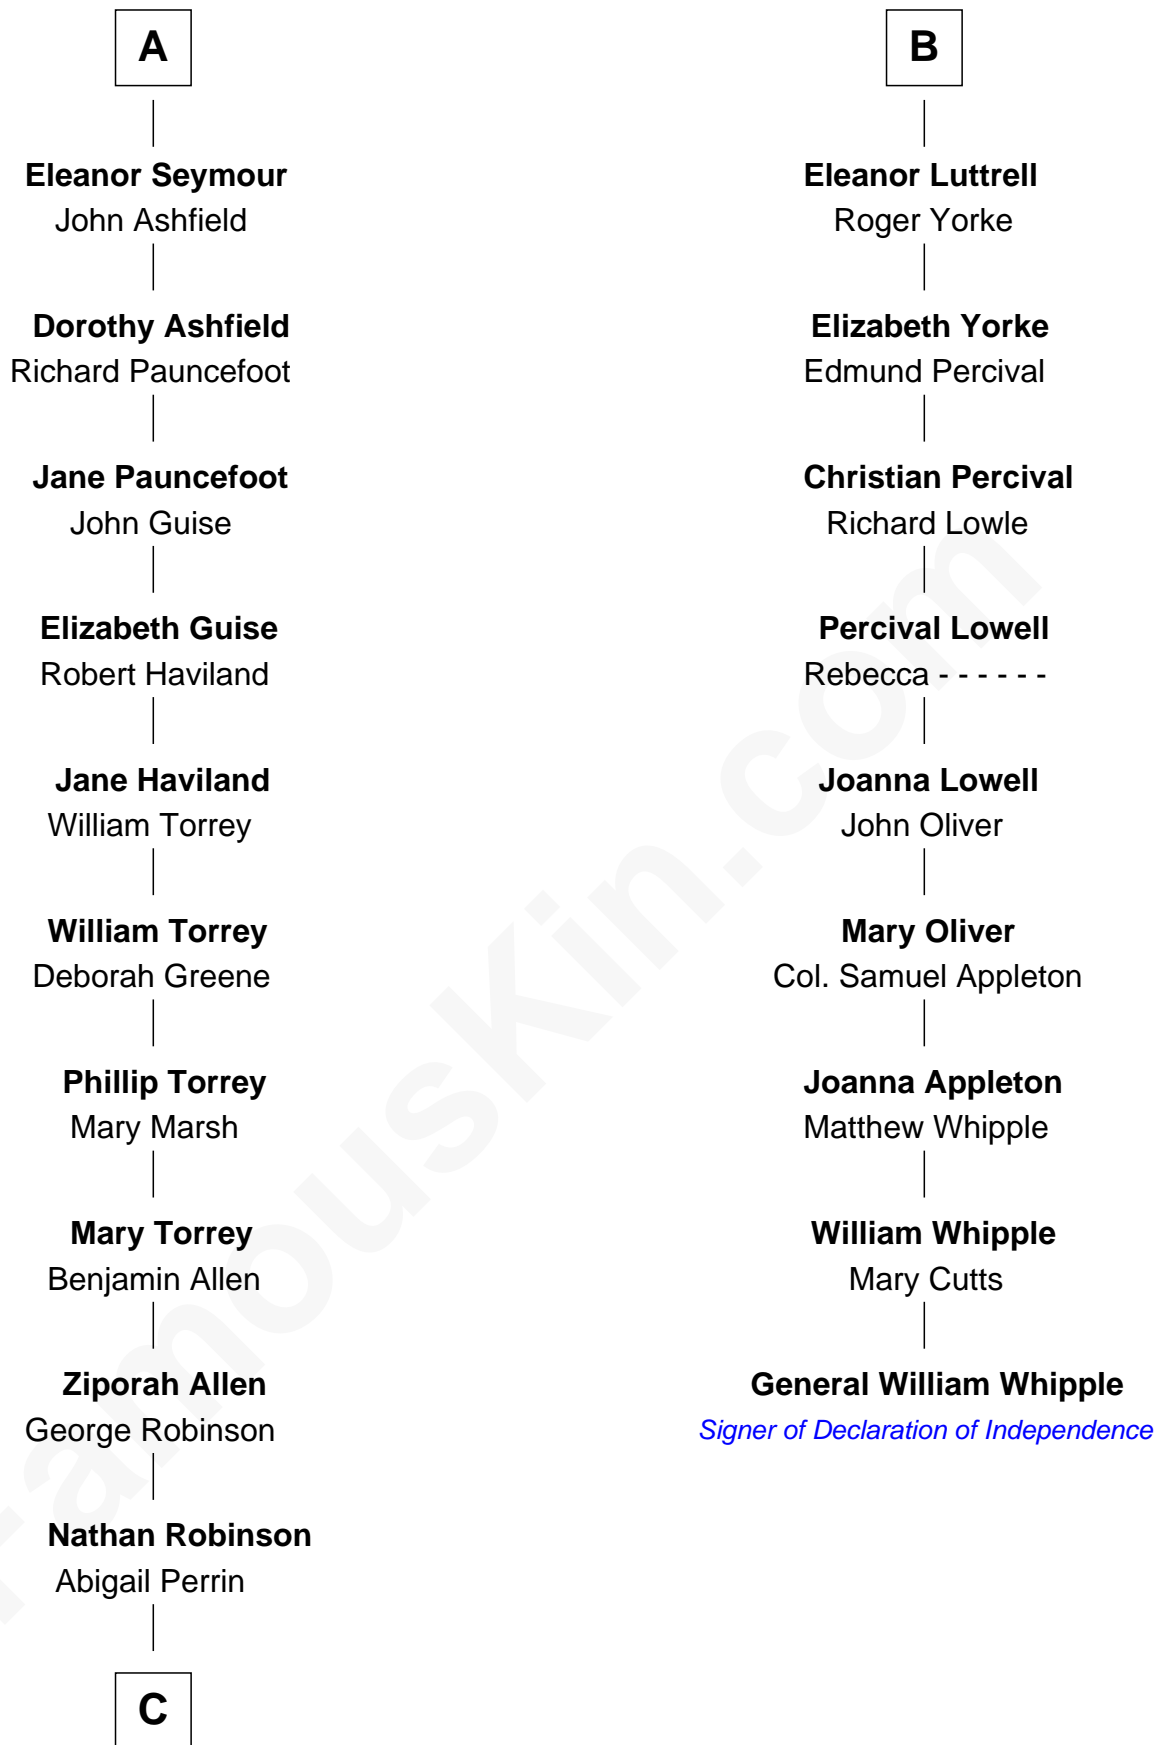 A
Eleanor Seymour
John Ashfield
Dorothy Ashfield
Richard Pauncefoot
Jane Pauncefoot
John Guise
Elizabeth Guise
Robert Haviland
Jane Haviland
William Torrey
William Torrey
Deborah Greene
Phillip Torrey
Mary Marsh
Mary Torrey
Benjamin Allen
Ziporah Allen
George Robinson
Nathan Robinson
Abigail Perrin
C
B
Eleanor Luttrell
Roger Yorke
Elizabeth Yorke
Edmund Percival
Christian Percival
Richard Lowle
Percival Lowell
Rebecca - - - - - -
Joanna Lowell
John Oliver
Mary Oliver
Col. Samuel Appleton
Joanna Appleton
Matthew Whipple
William Whipple
Mary Cutts
General William Whipple
Signer of Declaration of Independence
FamousKin.com